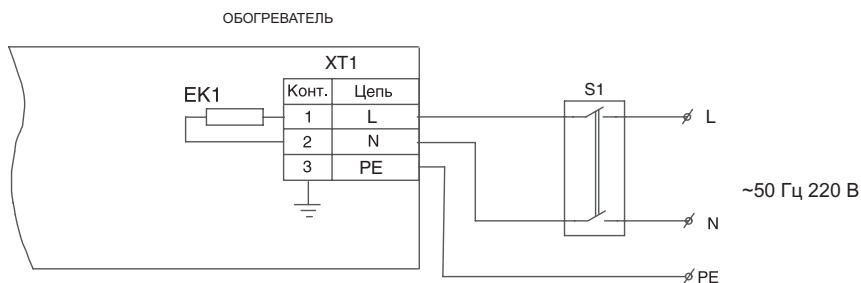 ОБОГРЕВАТЕЛЬ
XT1
EK1
Конт. Цепь
1 L
2 N
3 PE
S1
L
N
PE
~50 Гц 220 В